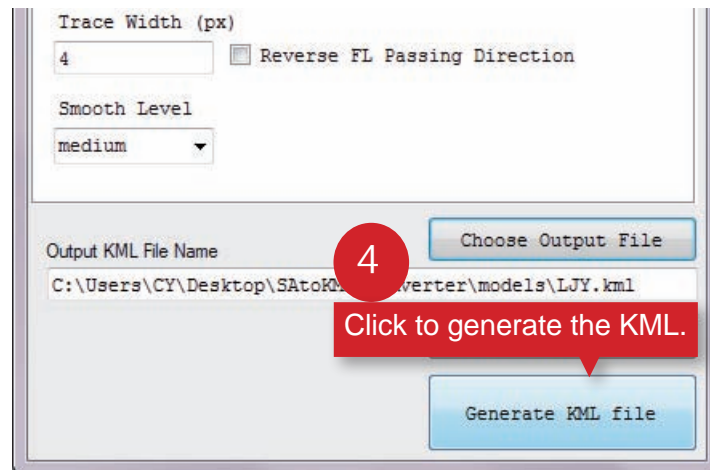 Trace Width (px)
4
Reverse FL Passing Direction
Smooth Level
medium
Choose Output File
Output KML File Name
4
C:\Users\CY\Desktop\SAtoKM verter\models\LJY.kml
Click to generate the KML.
Generate KML file